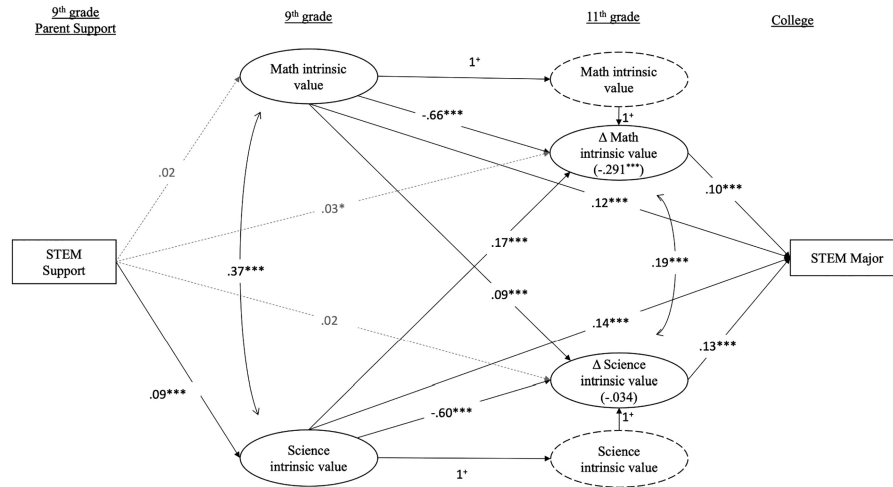 9th grade
Parent Support
9th grade
11th grade
College
Math intrinsic
value
1+
Math intrinsic
value
-.66***
1+
Δ Math
intrinsic value
(-.291***)
.02
.03*
.12***
.10***
.17***
STEM
Support
.37***
.19***
STEM Major
.09***
.02
.14***
.13***
.09***
Δ Science
intrinsic value
(-.034)
-.60***
1+
Science
intrinsic value
1+
Science
intrinsic value